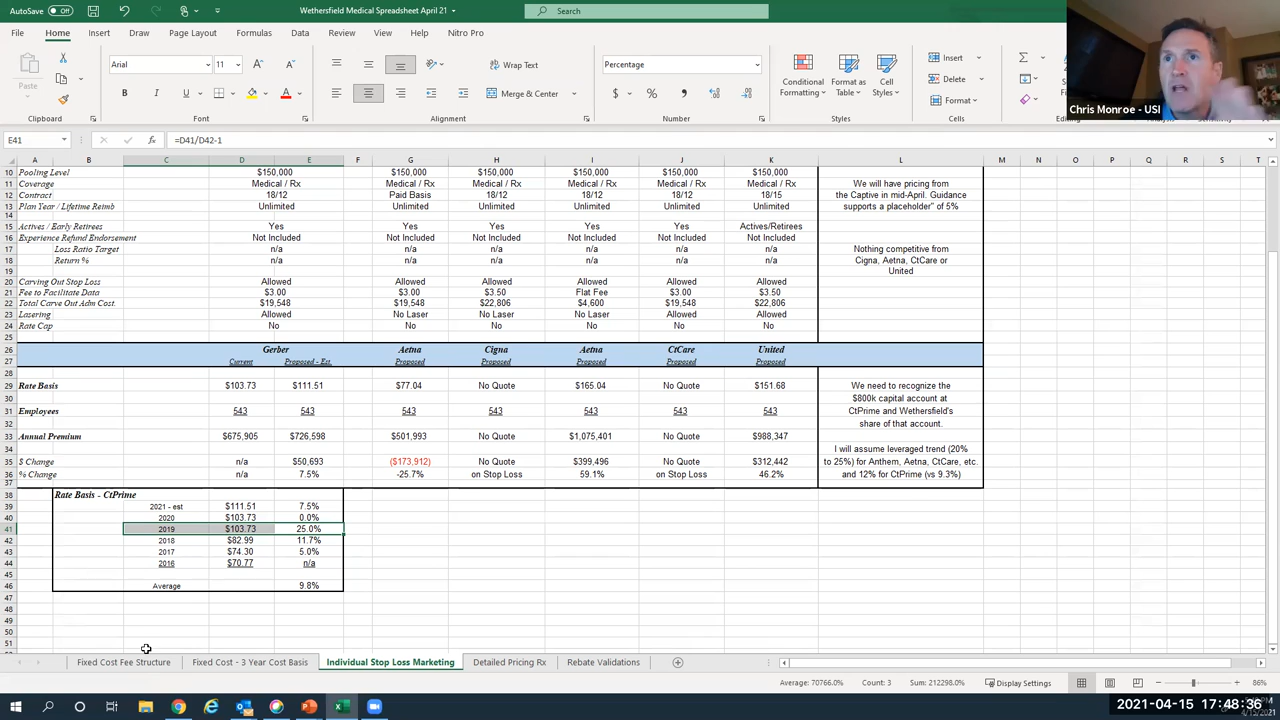 AutoSave Off Wethersfield Medical Spreadsheet April 21 Search
File Home Insert Draw Page Layout Formulas Data Review View Help Nitro Pro
Paste Arial 11 Wrap Text Percentage Conditional Formatting Format as Table Cell Styles Insert
B I U Merge & Center $ % Delete
Format
Clipboard Font Alignment Number Styles Cells
Chris Monroe - USI
E41 =D41/D42-1
A B C D E F G H I J K L M N O P Q R S T
10 Pooling Level $150,000 $150,000 $150,000 $150,000 $150,000 $150,000
11 Coverage Medical / Rx Medical / Rx Medical / Rx Medical / Rx Medical / Rx Medical / Rx We will have pricing from
12 Contract 18/12 Paid Basis 18/12 18/12 18/12 18/15 the Captive in mid-April. Guidance
13 Plan Year / Lifetime Reimb Unlimited Unlimited Unlimited Unlimited Unlimited Unlimited supports a placeholder" of 5%
14
15 Actives / Early Retirees Yes Yes Yes Yes Yes Actives/Retirees
16 Experience Refund Endorsement Not Included Not Included Not Included Not Included Not Included Not Included
17 Loss Ratio Target n/a n/a n/a n/a n/a n/a Nothing competitive from
18 Return % n/a n/a n/a n/a n/a n/a Cigna, Aetna, CtCare or
19 United
20 Carving Out Stop Loss Allowed Allowed Allowed Allowed Allowed Allowed
21 Fee to Facilitate Data $3.00 $3.00 $3.50 Flat Fee $3.00 $3.50
22 Total Carve Out Adm Cost. $19,548 $19,548 $22,806 $4,600 $19,548 $22,806
23 Lasering Allowed No Laser No Laser No Laser Allowed Allowed
24 Rate Cap No No No No No No
25
26 Gerber Aetna Cigna Aetna CtCare United
27 Current Proposed - Est. Proposed Proposed Proposed Proposed Proposed
28
29 Rate Basis $103.73 $111.51 $77.04 No Quote $165.04 No Quote $151.68 We need to recognize the
30 $800k capital account at
31 Employees 543 543 543 543 543 543 543 CtPrime and Wethersfield's
32 share of that account.
33 Annual Premium $675,905 $726,598 $501,993 No Quote $1,075,401 No Quote $988,347
34 I will assume leveraged trend (20%
35 $ Change n/a $50,693 ($173,912) No Quote $399,496 No Quote $312,442 to 25%) for Anthem, Aetna, CtCare, etc.
36 % Change n/a 7.5% -25.7% on Stop Loss 59.1% on Stop Loss 46.2% and 12% for CtPrime (vs 9.3%)
37
38 Rate Basis - CtPrime
39 2021 - est $111.51 7.5%
40 2020 $103.73 0.0%
41 2019 $103.73 25.0%
42 2018 $82.99 11.7%
43 2017 $74.30 5.0%
44 2016 $70.77 n/a
45
46 Average 9.8%
47
48
49
50
51
Fixed Cost Fee Structure Fixed Cost - 3 Year Cost Basis Individual Stop Loss Marketing Detailed Pricing Rx Rebate Validations
Average: 70766.0% Count: 3 Sum: 212298.0% Display Settings 86%
2021-04-15 17:48:36